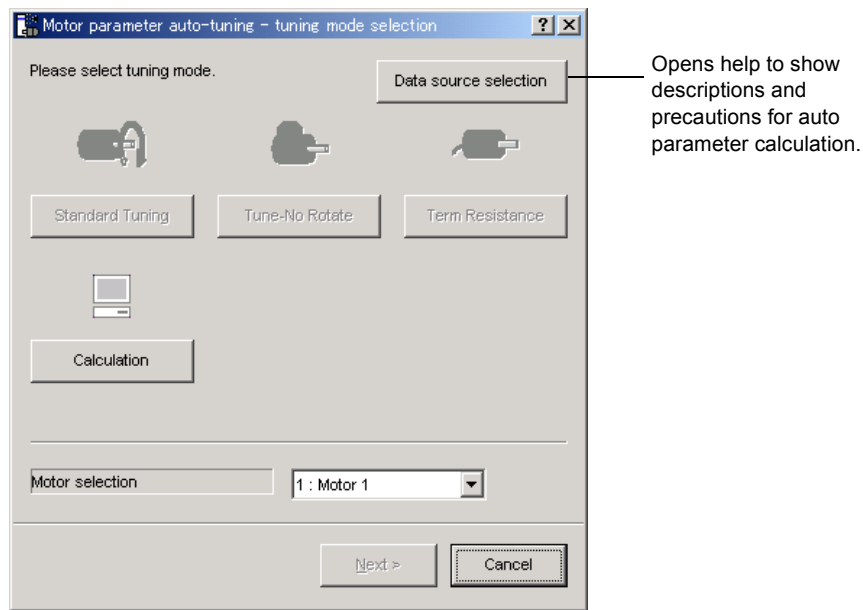 Motor parameter auto-tuning - tuning mode selection
Please select tuning mode.
Data source selection
Opens help to show
descriptions and
precautions for auto
parameter calculation.
Standard Tuning
Tune-No Rotate
Term Resistance
Calculation
Motor selection
1 : Motor 1
Next >
Cancel